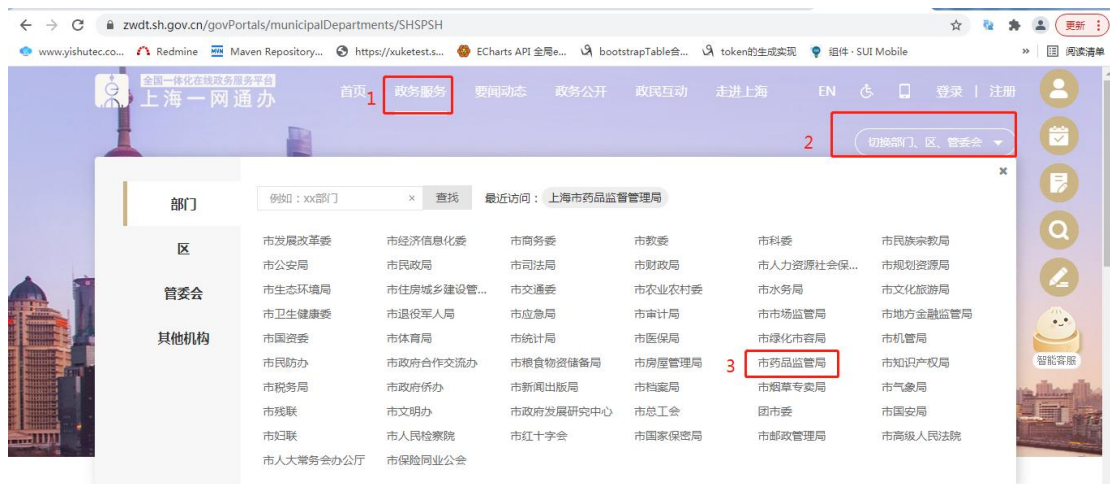 zwdt.sh.gov.cn/govPortals/municipalDepartments/SHSPSH 更新
www.yishutec.co... Redmine Maven Repository... https://xuketest.s... ECharts API 全局e... bootstrapTable含... token的生成实现 组件 · SUI Mobile » 阅读清单
全国一体化在线政务服务平台
上海一网通办
首页 1 政务服务 要闻动态 政务公开 政民互动 走进上海 EN 登录 | 注册
2 切换部门、区、管委会
部门 例如：xx部门 × 查找 最近访问： 上海市药品监督管理局
区
管委会
其他机构
市发展改革委 市经济信息化委 市商务委 市教委 市科委 市民族宗教局
市公安局 市民政局 市司法局 市财政局 市人力资源社会保... 市规划资源局
市生态环境局 市住房城乡建设管... 市交通委 市农业农村委 市水务局 市文化旅游局
市卫生健康委 市退役军人局 市应急局 市审计局 市市场监管局 市地方金融监管局
市国资委 市体育局 市统计局 市医保局 市绿化市容局 市机管局
市民防办 市政府合作交流办 市粮食物资储备局 市房屋管理局 3 市药品监管局 市知识产权局
市税务局 市政府侨办 市新闻出版局 市档案局 市烟草专卖局 市气象局
市残联 市文明办 市政府发展研究中心 市总工会 团市委 市国安局
市妇联 市人民检察院 市红十字会 市国家保密局 市邮政管理局 市高级人民法院
市人大常务会办公厅 市保险同业公会
智能客服